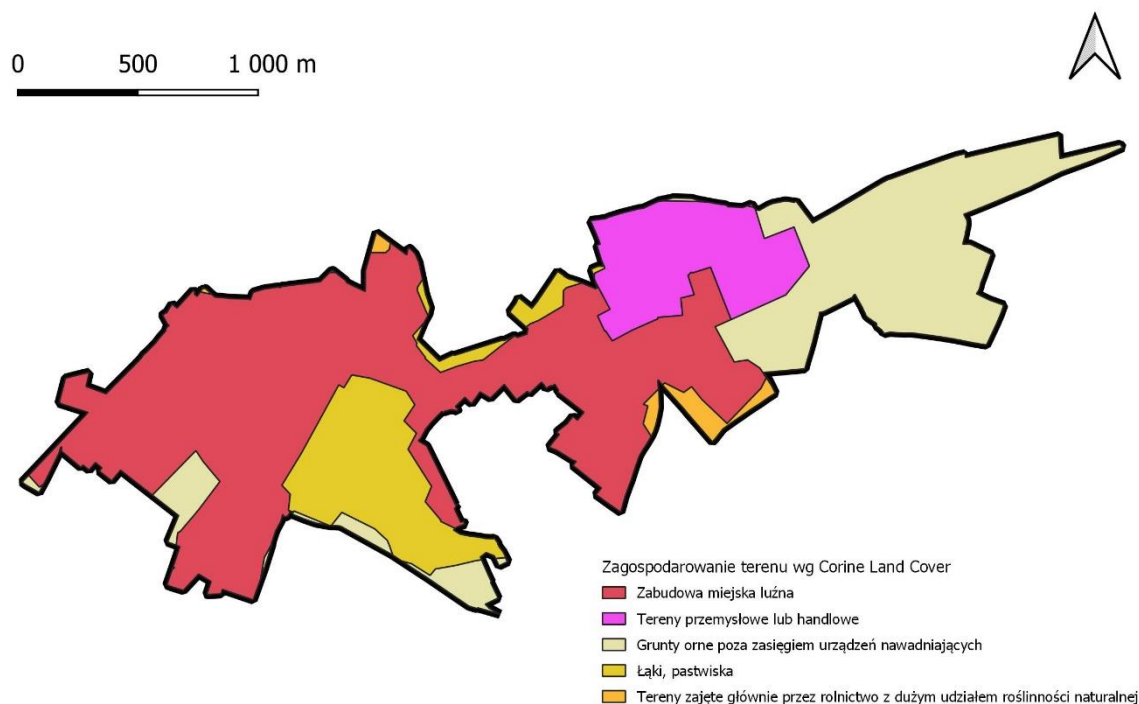 0 500 1 000 m
Zagospodarowanie terenu wg Corine Land Cover
Zabudowa miejska luźna
Tereny przemysłowe lub handlowe
Grunty orne poza zasięgiem urządzeń nawadniających
Łąki, pastwiska
Tereny zajęte głównie przez rolnictwo z dużym udziałem roślinności naturalnej